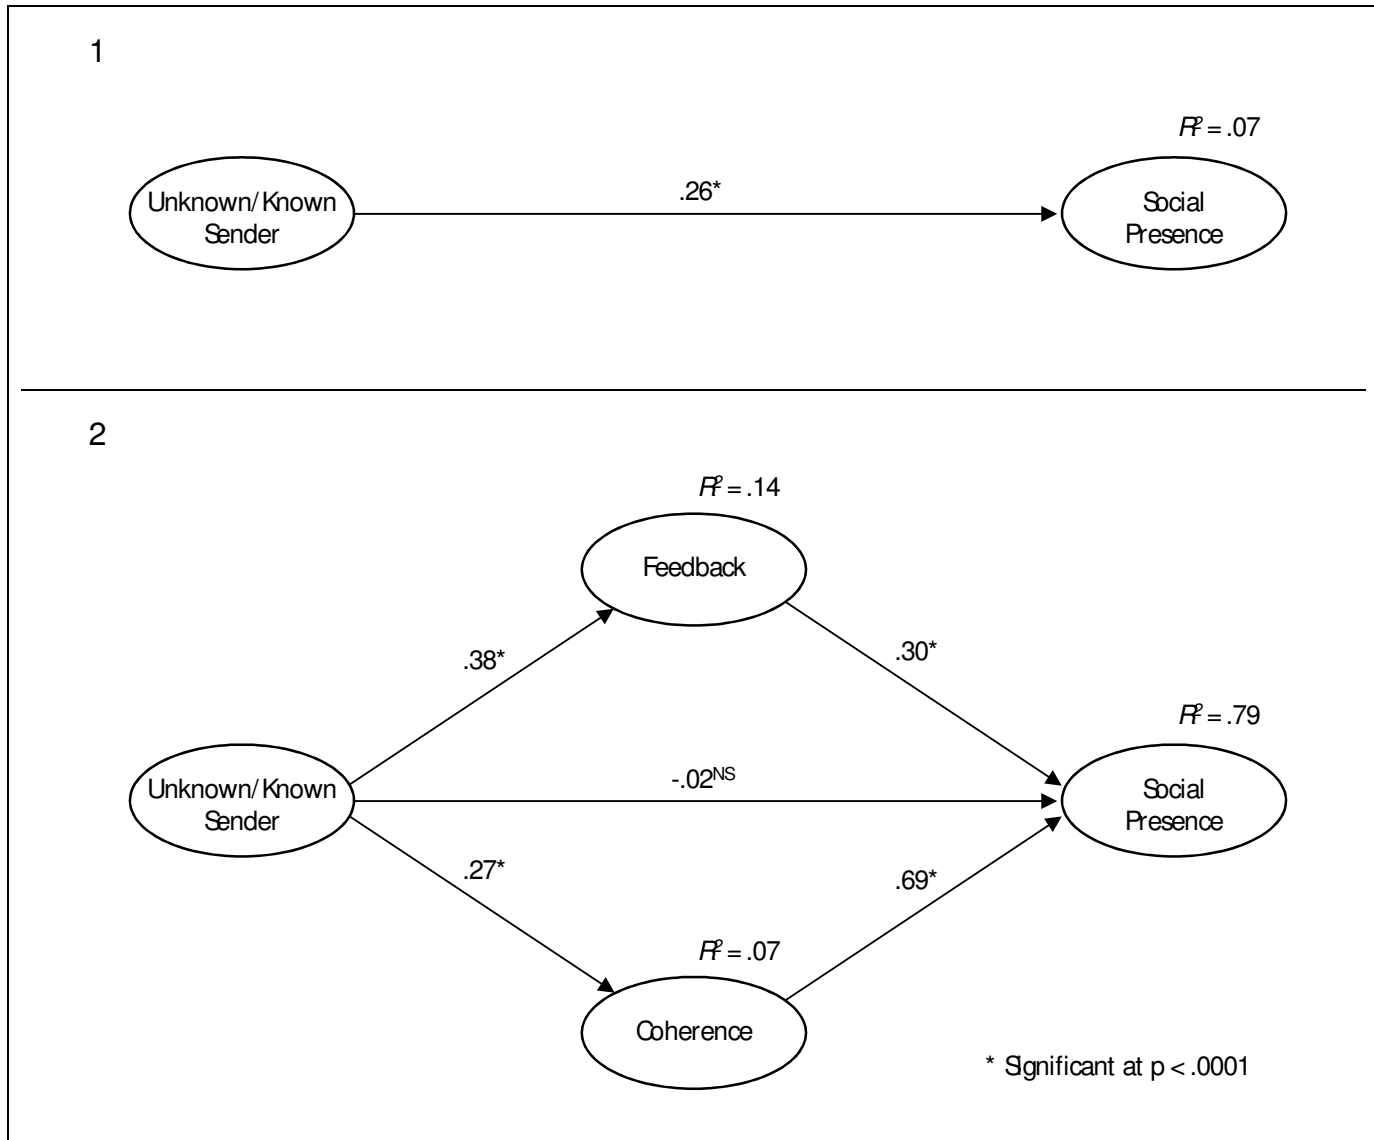 1
R² = .07
Unknown/Known
Sender
.26*
Social
Presence
2
R² = .14
Feedback
.38*
.30*
R² = .79
Unknown/Known
Sender
-.02ᴺˢ
Social
Presence
.27*
.69*
R² = .07
Coherence
* Significant at p < .0001